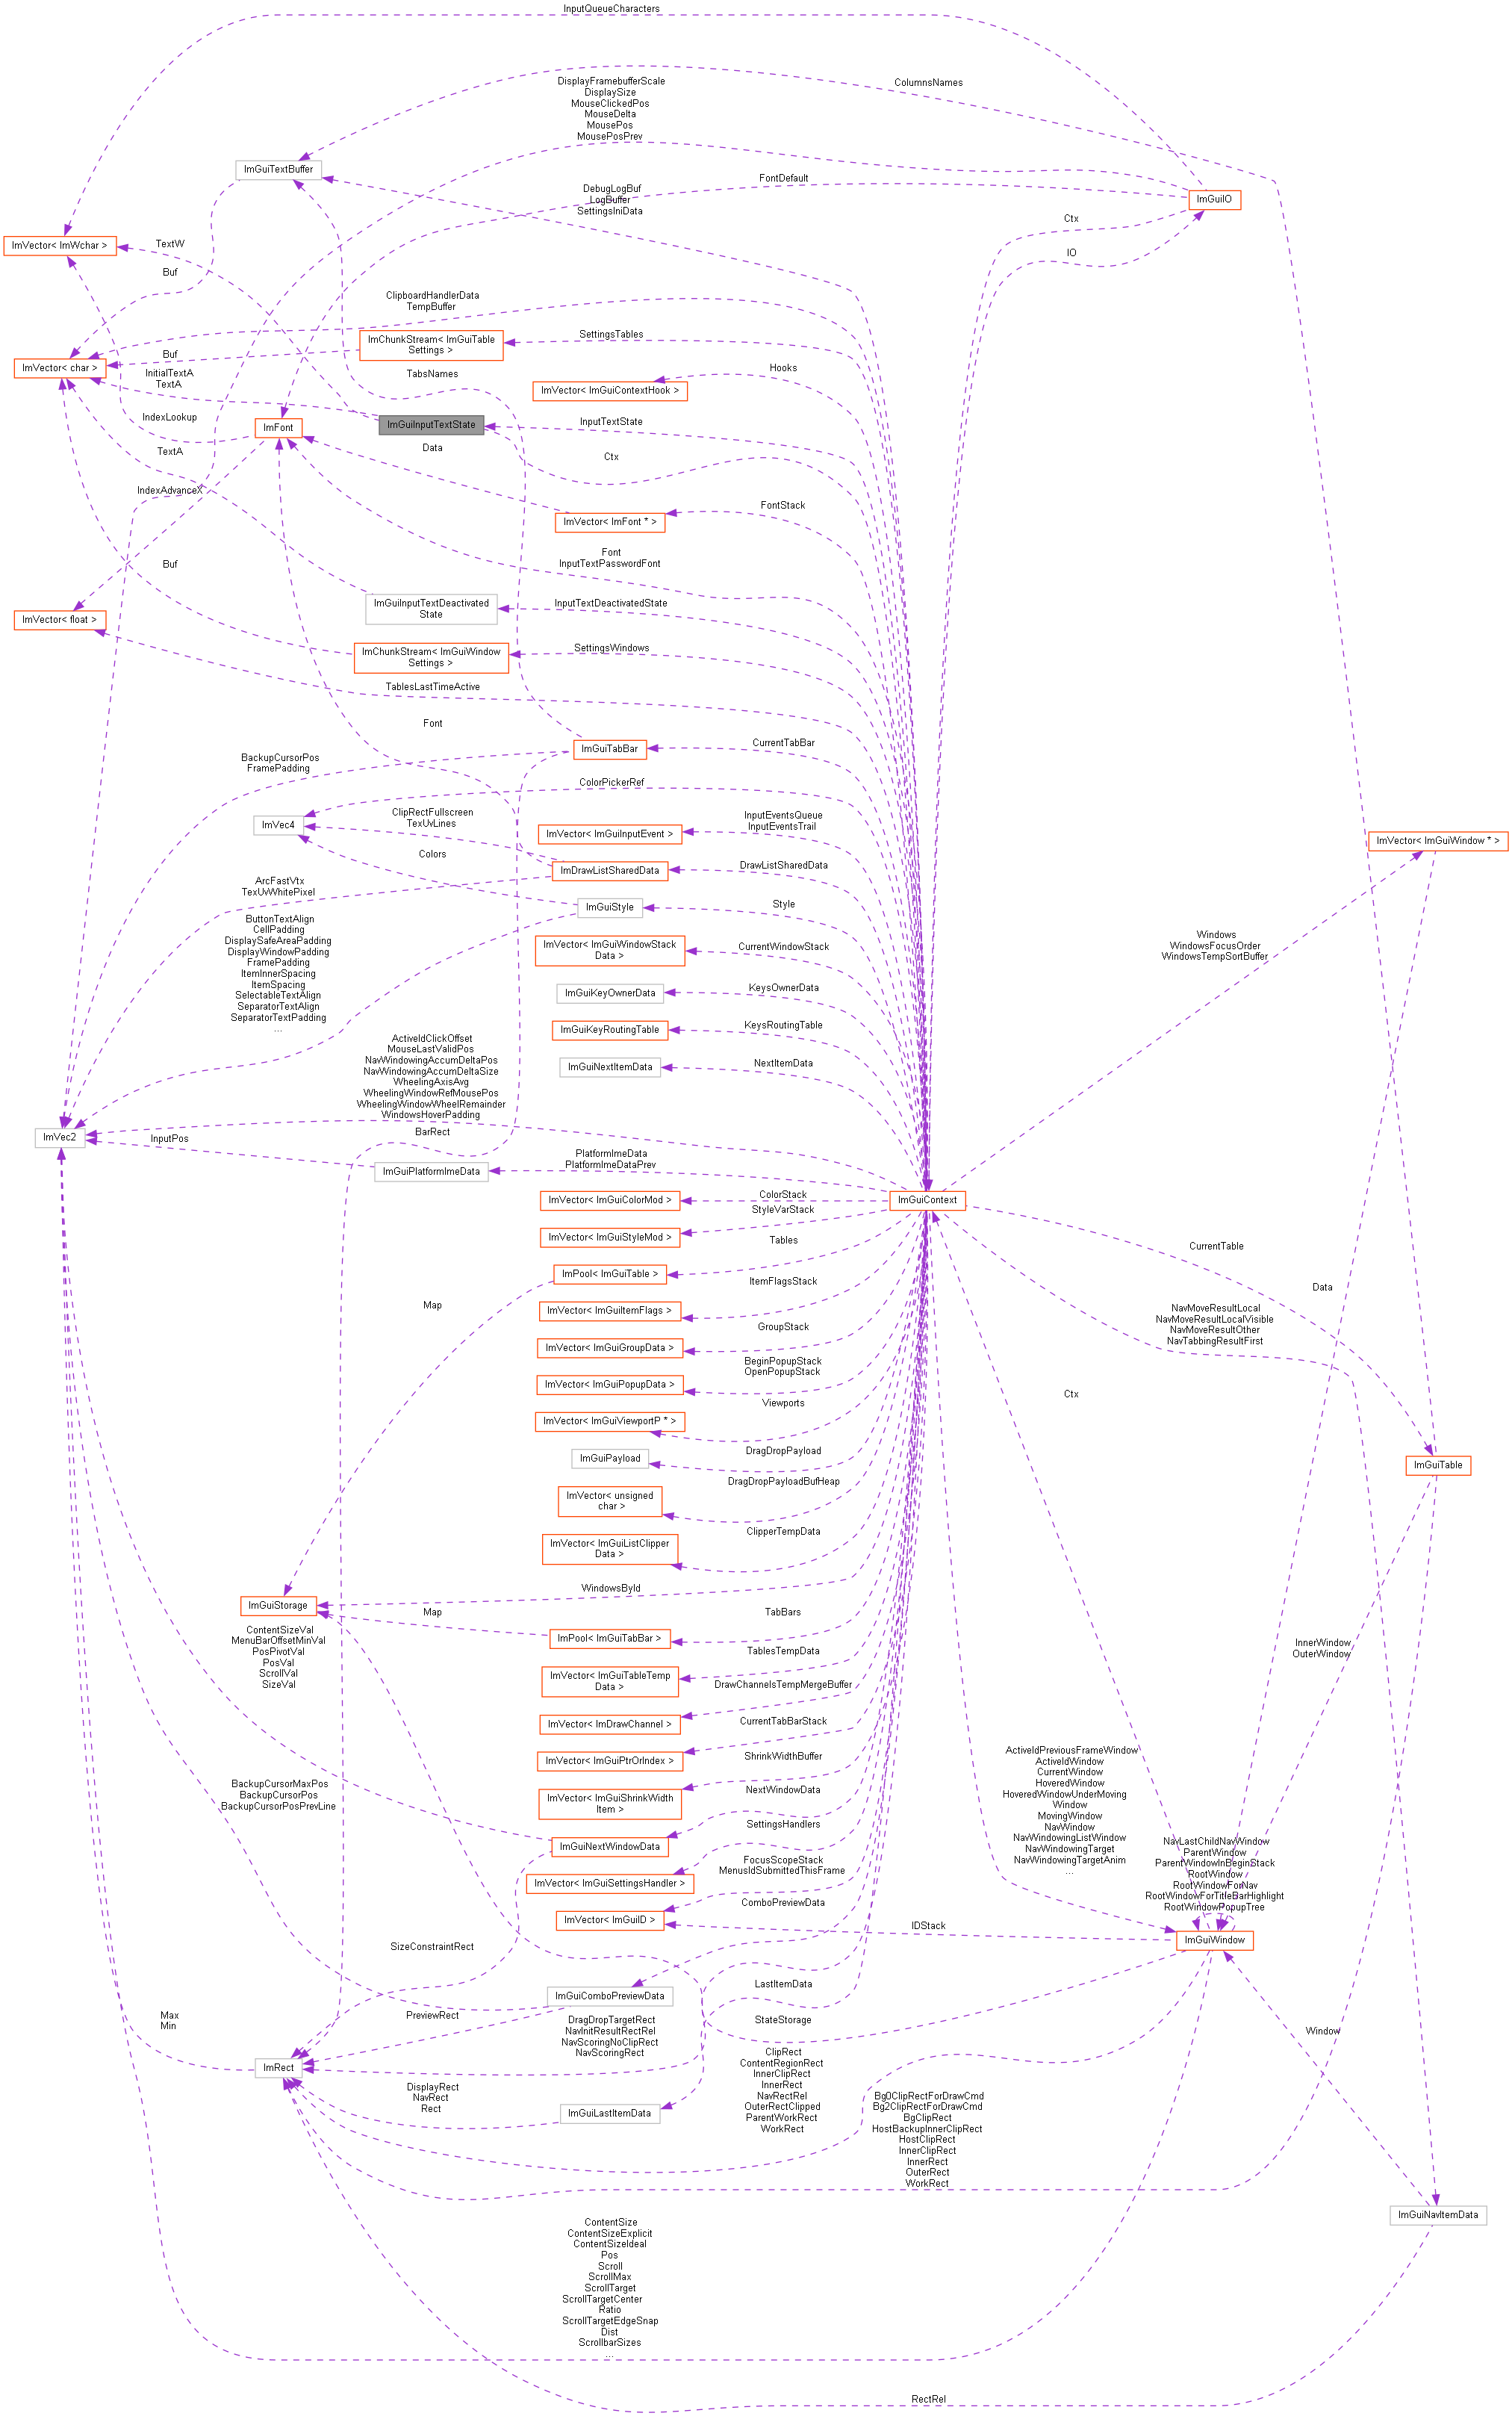 InputQueueCharacters
DisplayFramebufferScale
DisplaySize
MouseClickedPos
MouseDelta
MousePos
MousePosPrev
ColumnsNames
ImGuiTextBuffer
FontDefault
DebugLogBuf
LogBuffer
SettingsIniData
ImGuiIO
Ctx
IO
ImVector< ImWchar >
TextW
Buf
ClipboardHandlerData
TempBuffer
ImChunkStream< ImGuiTable
Settings >
SettingsTables
ImVector< char >
Buf
InitialTextA
TextA
TabsNames
Hooks
ImVector< ImGuiContextHook >
IndexLookup
ImFont
ImGuiInputTextState
InputTextState
TextA
Data
Ctx
IndexAdvanceX
FontStack
ImVector< ImFont * >
Font
InputTextPasswordFont
Buf
ImGuiInputTextDeactivated
State
InputTextDeactivatedState
ImVector< float >
ImChunkStream< ImGuiWindow
Settings >
SettingsWindows
TablesLastTimeActive
Font
ImGuiTabBar
CurrentTabBar
BackupCursorPos
FramePadding
ColorPickerRef
ImVec4
ClipRectFullscreen
TexUvLines
InputEventsQueue
InputEventsTrail
ImVector< ImGuiInputEvent >
ImVector< ImGuiWindow * >
Colors
ImDrawListSharedData
DrawListSharedData
ArcFastVtx
TexUvWhitePixel
ImGuiStyle
Style
ButtonTextAlign
CellPadding
DisplaySafeAreaPadding
DisplayWindowPadding
FramePadding
ItemInnerSpacing
ItemSpacing
SelectableTextAlign
SeparatorTextAlign
SeparatorTextPadding
...
ImVector< ImGuiWindowStack
Data >
CurrentWindowStack
Windows
WindowsFocusOrder
WindowsTempSortBuffer
ImGuiKeyOwnerData
KeysOwnerData
ImGuiKeyRoutingTable
KeysRoutingTable
ActiveIdClickOffset
MouseLastValidPos
NavWindowingAccumDeltaPos
NavWindowingAccumDeltaSize
WheelingAxisAvg
WheelingWindowRefMousePos
WheelingWindowWheelRemainder
WindowsHoverPadding
ImGuiNextItemData
NextItemData
ImVec2
InputPos
BarRect
ImGuiPlatformImeData
PlatformImeData
PlatformImeDataPrev
ImVector< ImGuiColorMod >
ColorStack
ImGuiContext
StyleVarStack
ImVector< ImGuiStyleMod >
Tables
ImPool< ImGuiTable >
CurrentTable
Map
ItemFlagsStack
ImVector< ImGuiItemFlags >
Data
NavMoveResultLocal
NavMoveResultLocalVisible
NavMoveResultOther
NavTabbingResultFirst
GroupStack
ImVector< ImGuiGroupData >
BeginPopupStack
OpenPopupStack
ImVector< ImGuiPopupData >
Ctx
Viewports
ImVector< ImGuiViewportP * >
DragDropPayload
ImGuiPayload
ImGuiTable
DragDropPayloadBufHeap
ImVector< unsigned
char >
ClipperTempData
ImVector< ImGuiListClipper
Data >
WindowsById
ImGuiStorage
Map
TabBars
ImPool< ImGuiTabBar >
ContentSizeVal
MenuBarOffsetMinVal
PosPivotVal
PosVal
ScrollVal
SizeVal
InnerWindow
OuterWindow
TablesTempData
ImVector< ImGuiTableTemp
Data >
DrawChannelsTempMergeBuffer
ImVector< ImDrawChannel >
CurrentTabBarStack
ImVector< ImGuiPtrOrIndex >
ShrinkWidthBuffer
ImVector< ImGuiShrinkWidth
Item >
ActiveIdPreviousFrameWindow
ActiveIdWindow
CurrentWindow
HoveredWindow
HoveredWindowUnderMoving
Window
MovingWindow
NavWindow
NavWindowingListWindow
NavWindowingTarget
NavWindowingTargetAnim
...
BackupCursorMaxPos
BackupCursorPos
BackupCursorPosPrevLine
NextWindowData
ImGuiNextWindowData
SettingsHandlers
ImVector< ImGuiSettingsHandler >
NavLastChildNavWindow
ParentWindow
ParentWindowInBeginStack
RootWindow
RootWindowForNav
RootWindowForTitleBarHighlight
RootWindowPopupTree
FocusScopeStack
MenusIdSubmittedThisFrame
ImVector< ImGuiID >
ComboPreviewData
IDStack
ImGuiWindow
SizeConstraintRect
ImGuiComboPreviewData
LastItemData
StateStorage
Max
Min
PreviewRect
DragDropTargetRect
NavInitResultRectRel
NavScoringNoClipRect
NavScoringRect
Window
ImRect
ClipRect
ContentRegionRect
InnerClipRect
InnerRect
NavRectRel
OuterRectClipped
ParentWorkRect
WorkRect
DisplayRect
NavRect
Rect
ImGuiLastItemData
Bg0ClipRectForDrawCmd
Bg2ClipRectForDrawCmd
BgClipRect
HostBackupInnerClipRect
HostClipRect
InnerClipRect
InnerRect
OuterRect
WorkRect
ImGuiNavItemData
ContentSize
ContentSizeExplicit
ContentSizeIdeal
Pos
Scroll
ScrollMax
ScrollTarget
ScrollTargetCenter
Ratio
ScrollTargetEdgeSnap
Dist
ScrollbarSizes
...
RectRel